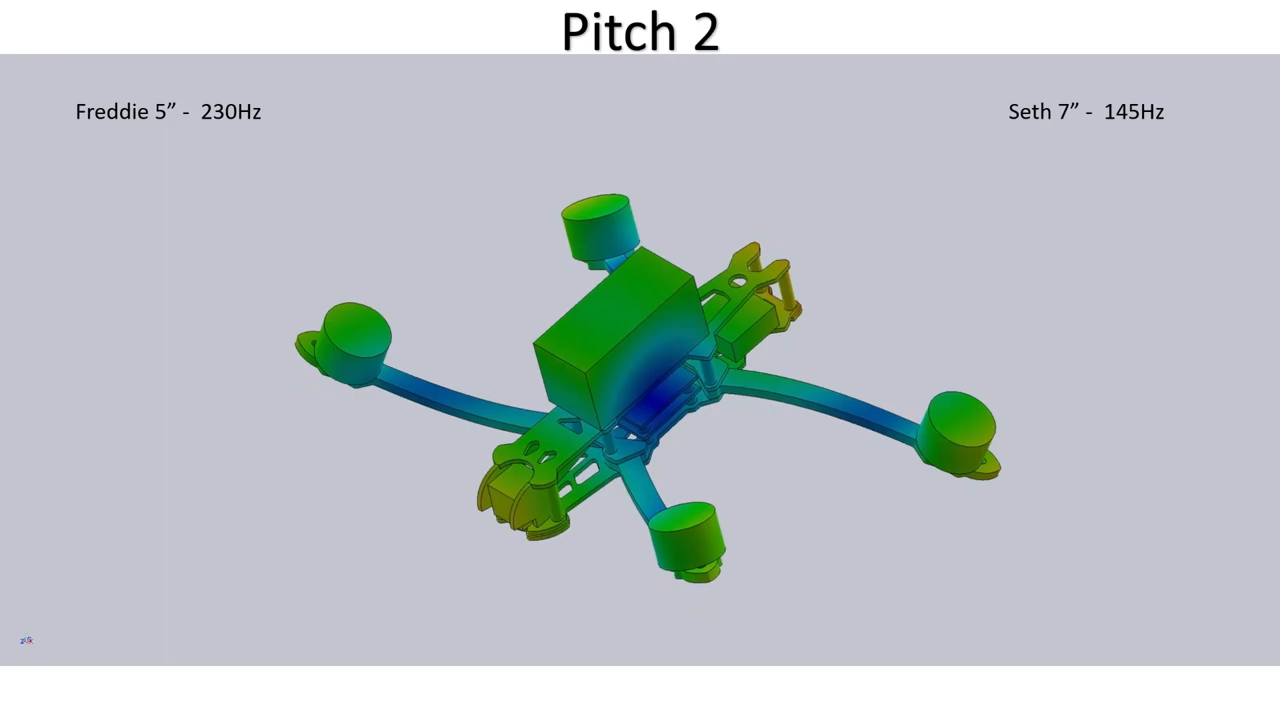 Pitch 2
Freddie 5” -  230Hz
Seth 7” -  145Hz